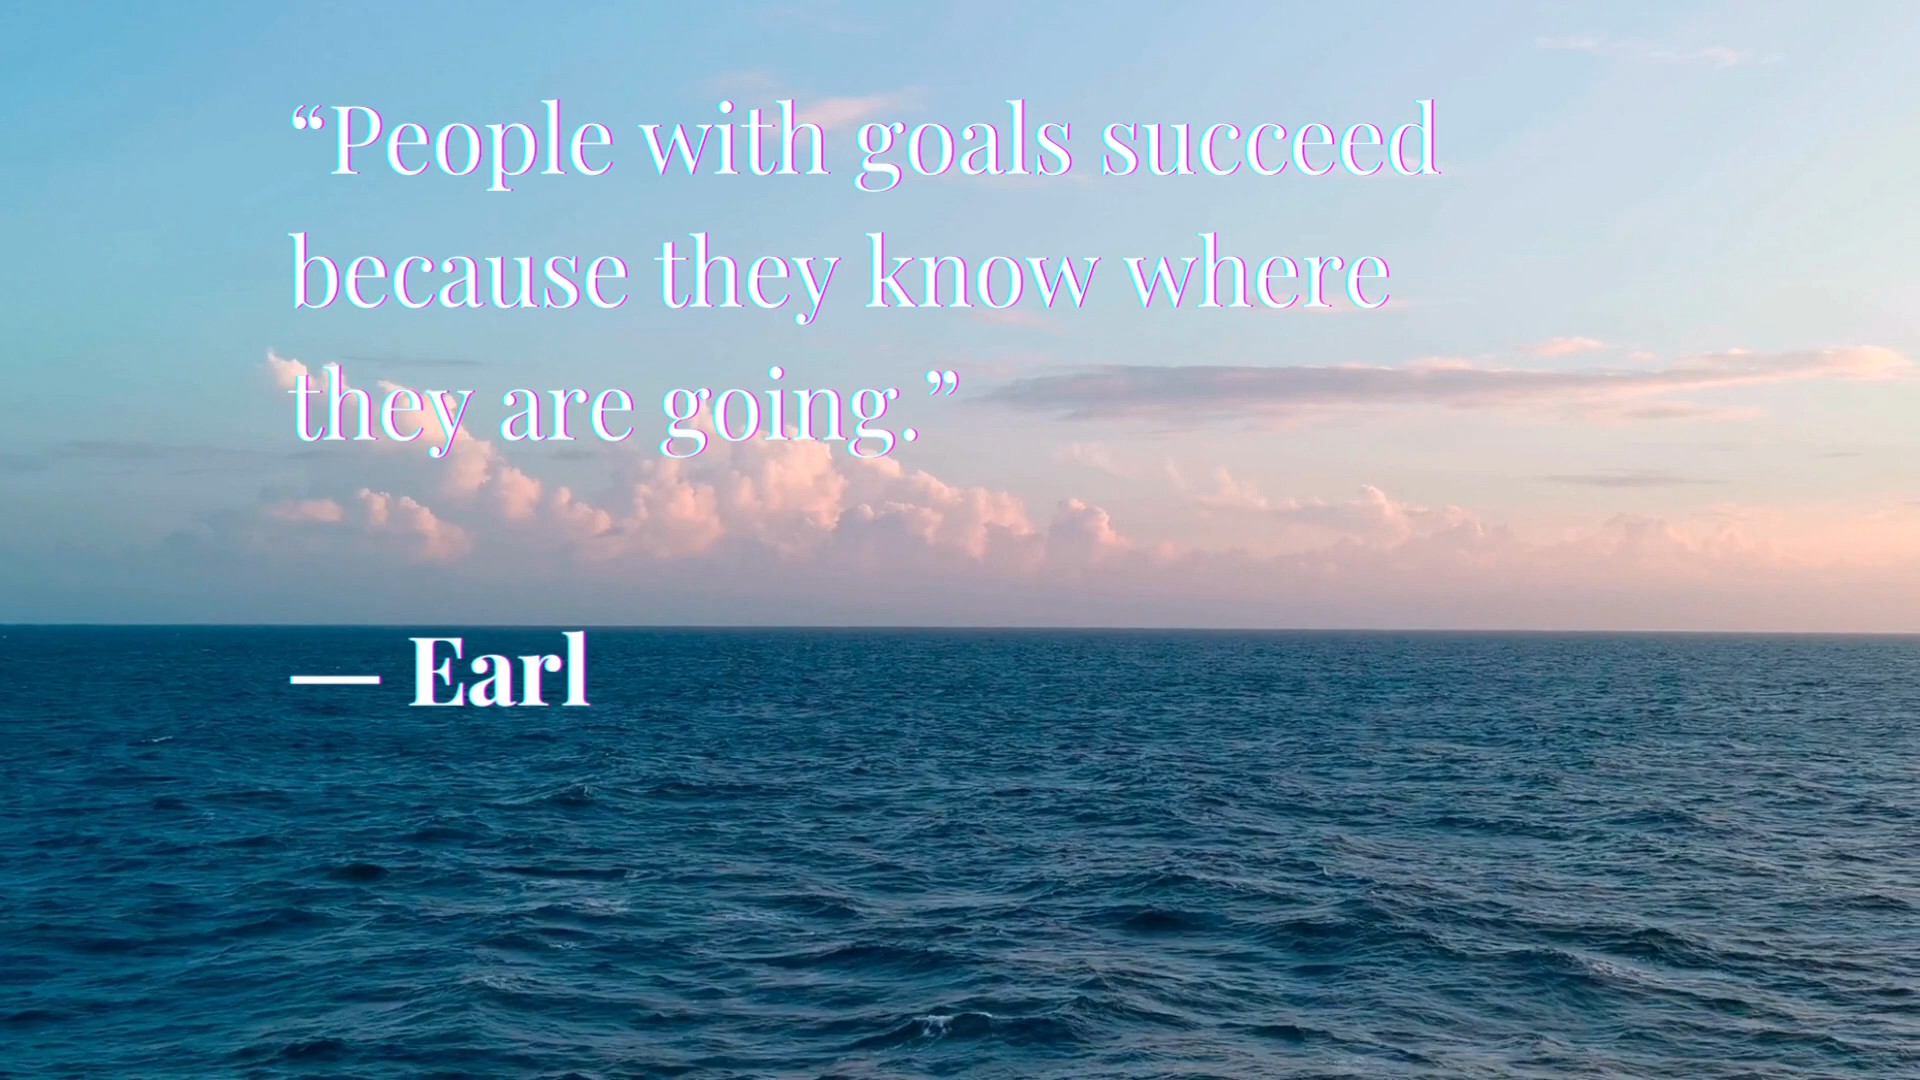 “People with goals succeed
because they know where
they are going.”
— Earl